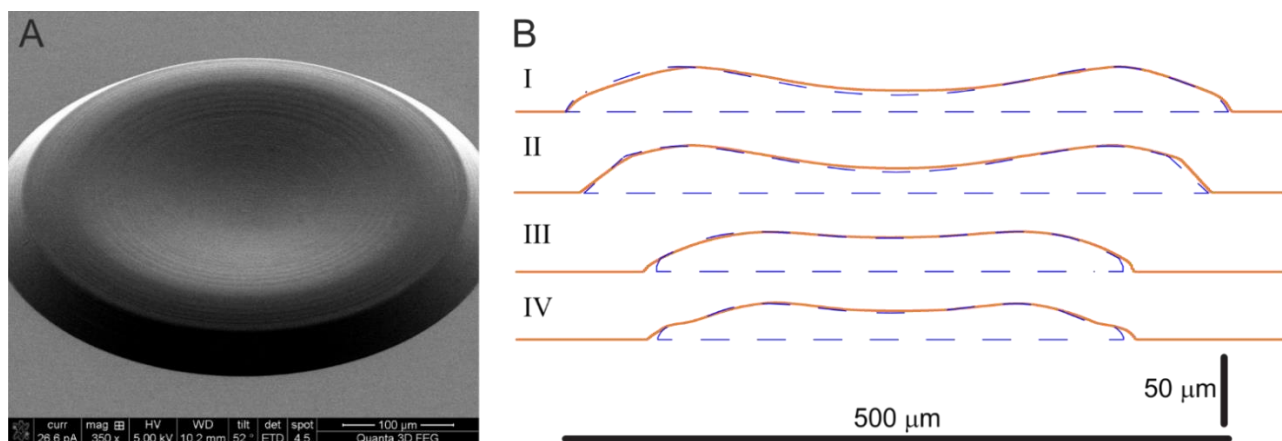 A
B
I
II
III
IV
50 μm
500 μm
curr mag ⊞ HV WD tilt det spot
26.6 pA 350 x 5.00 kV 10.2 mm 52 ° ETD 4.5
100 μm
Quanta 3D FEG